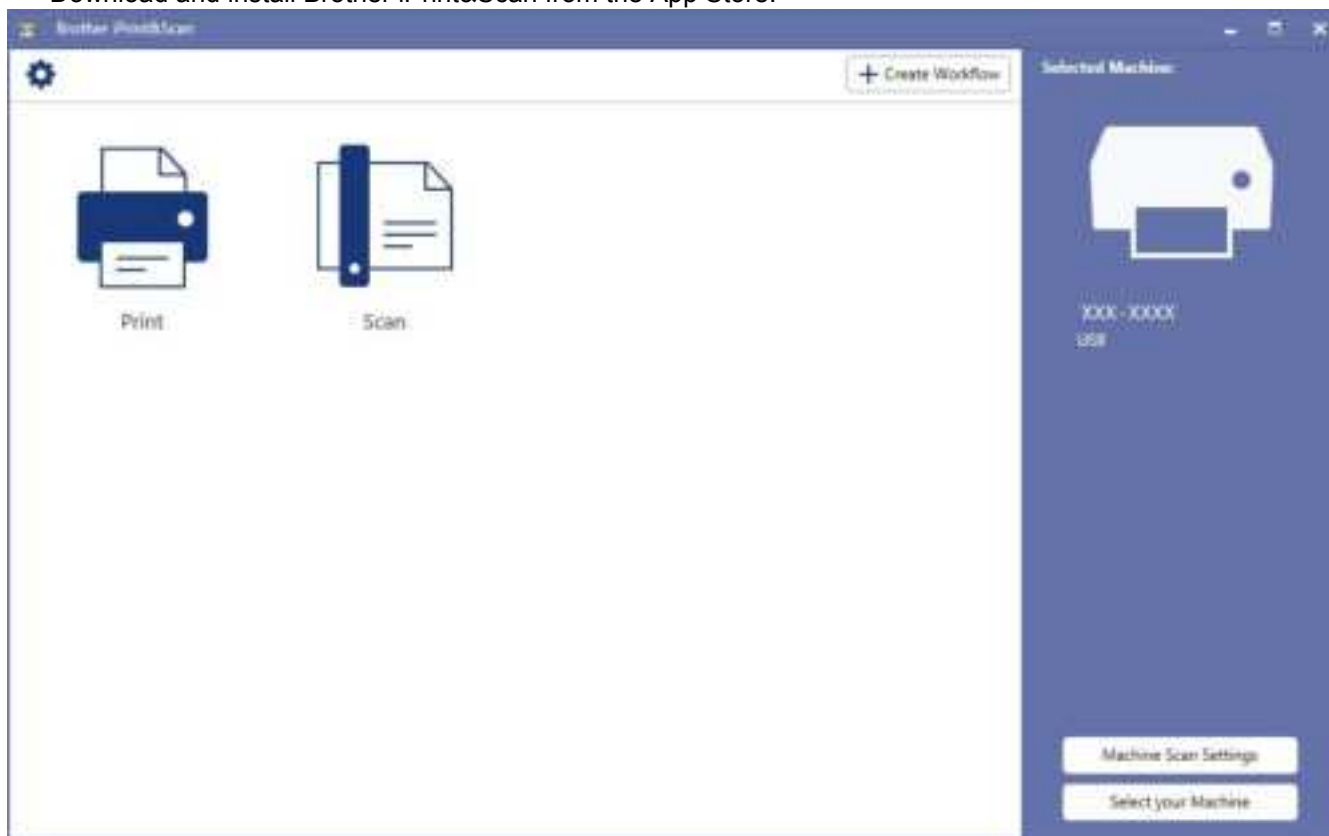 Download and install Brother iPrint&Scan from the App Store.
Brother iPrint&Scan
Create Workflow
Selected Machine:
Print
Scan
XXX - XXXX
USB
Machine Scan Settings
Select your Machine